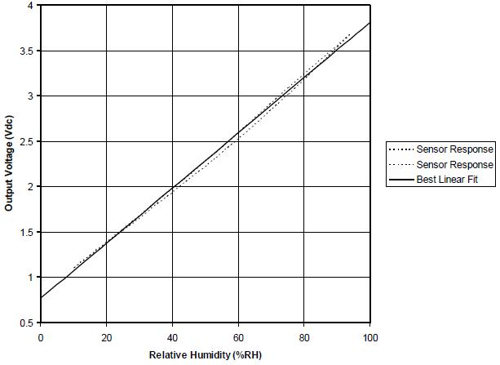 4
3.5
3
2.5
2
1.5
1
0.5
Output Voltage (Vdc)
0 20 40 60 80 100
Relative Humidity (%RH)
Sensor Response
Sensor Response
Best Linear Fit